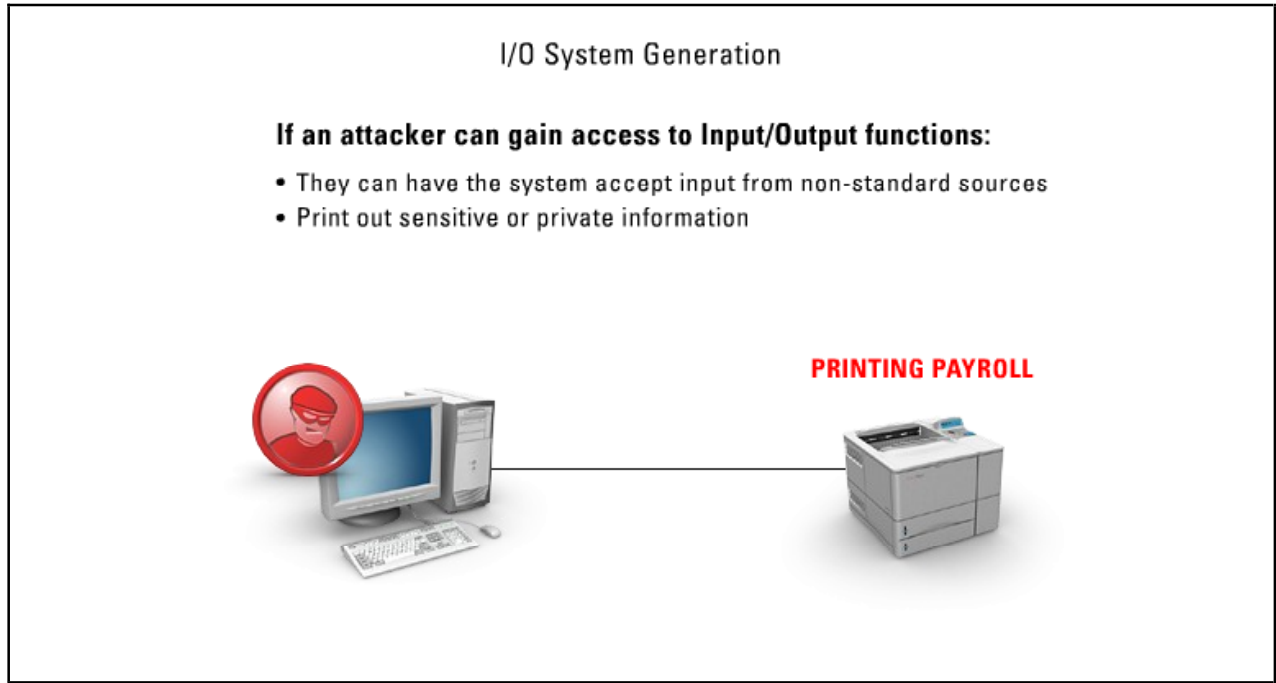 I/O System Generation
If an attacker can gain access to Input/Output functions:
• They can have the system accept input from non-standard sources
• Print out sensitive or private information
PRINTING PAYROLL